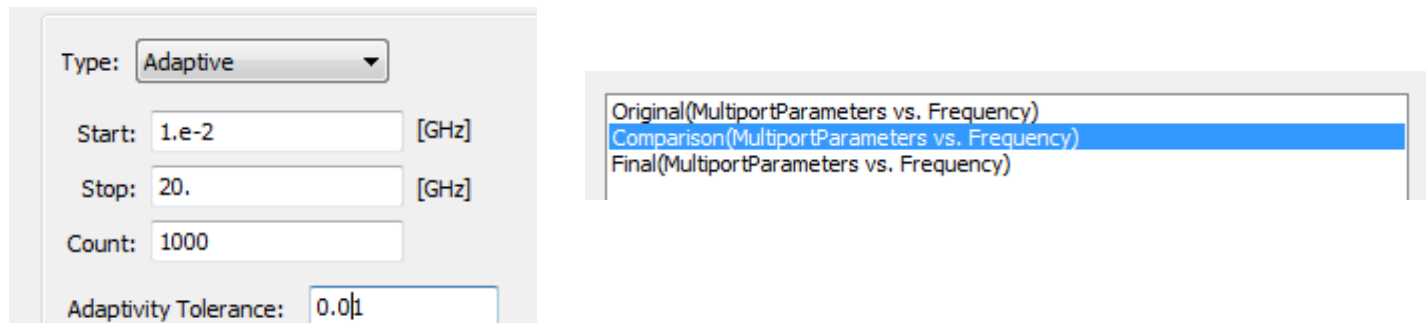 Type: Adaptive
Start: 1.e-2 [GHz]
Stop: 20. [GHz]
Count: 1000
Adaptivity Tolerance: 0.01
Original(MultiportParameters vs. Frequency)
Comparison(MultiportParameters vs. Frequency)
Final(MultiportParameters vs. Frequency)